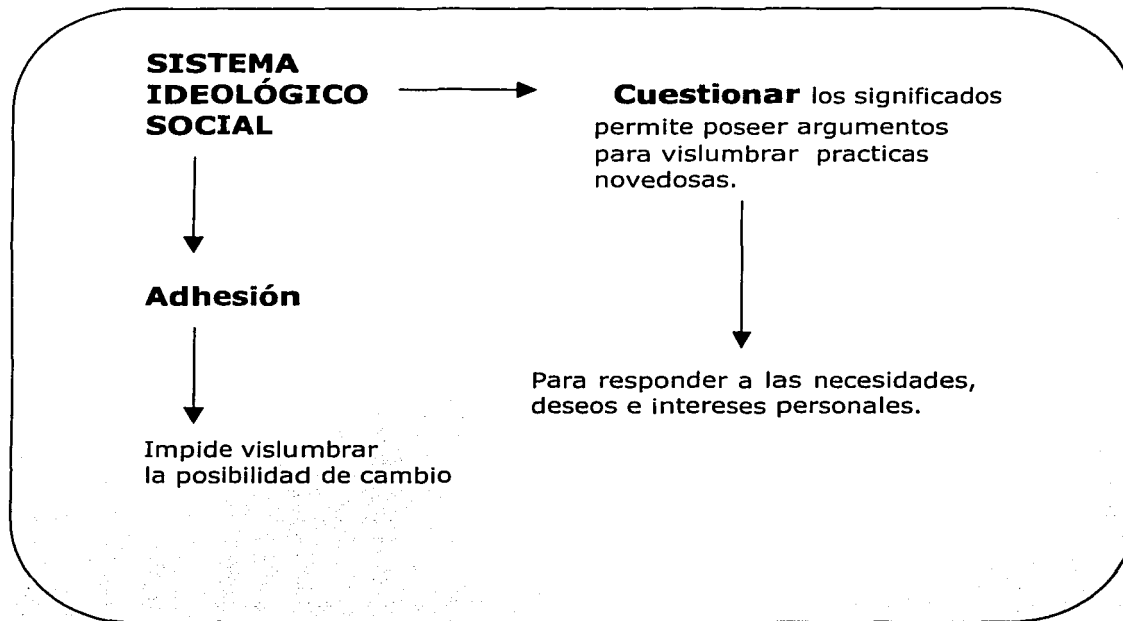 SISTEMA
IDEOLÓGICO
SOCIAL
Cuestionar los significados
permite poseer argumentos
para vislumbrar practicas
novedosas.
Adhesión
Para responder a las necesidades,
deseos e intereses personales.
Impide vislumbrar
la posibilidad de cambio